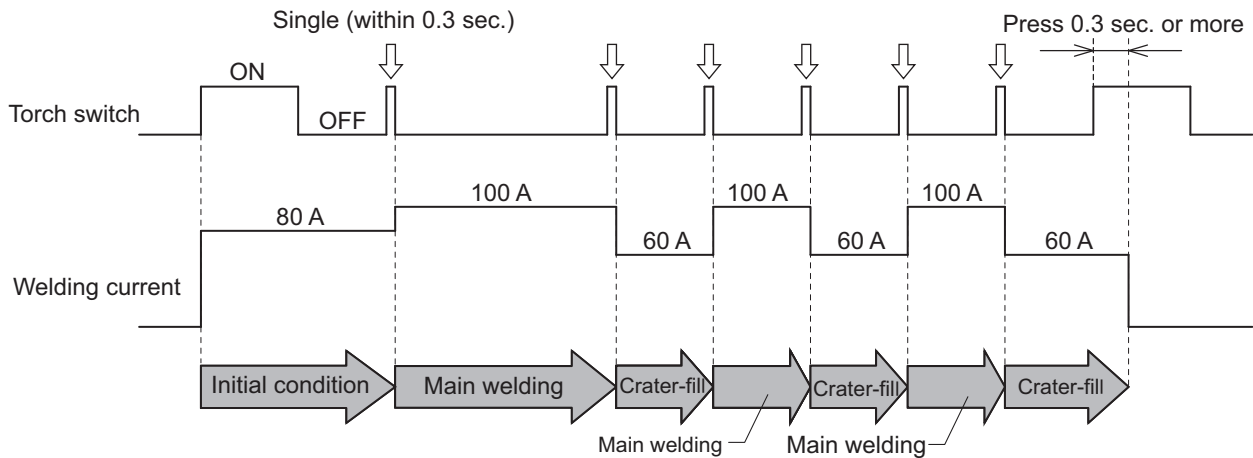 Single (within 0.3 sec.)
Press 0.3 sec. or more
ON
Torch switch
OFF
100 A
100 A
100 A
80 A
60 A
60 A
60 A
Welding current
Initial condition
Main welding
Crater-fill
Crater-fill
Crater-fill
Main welding
Main welding